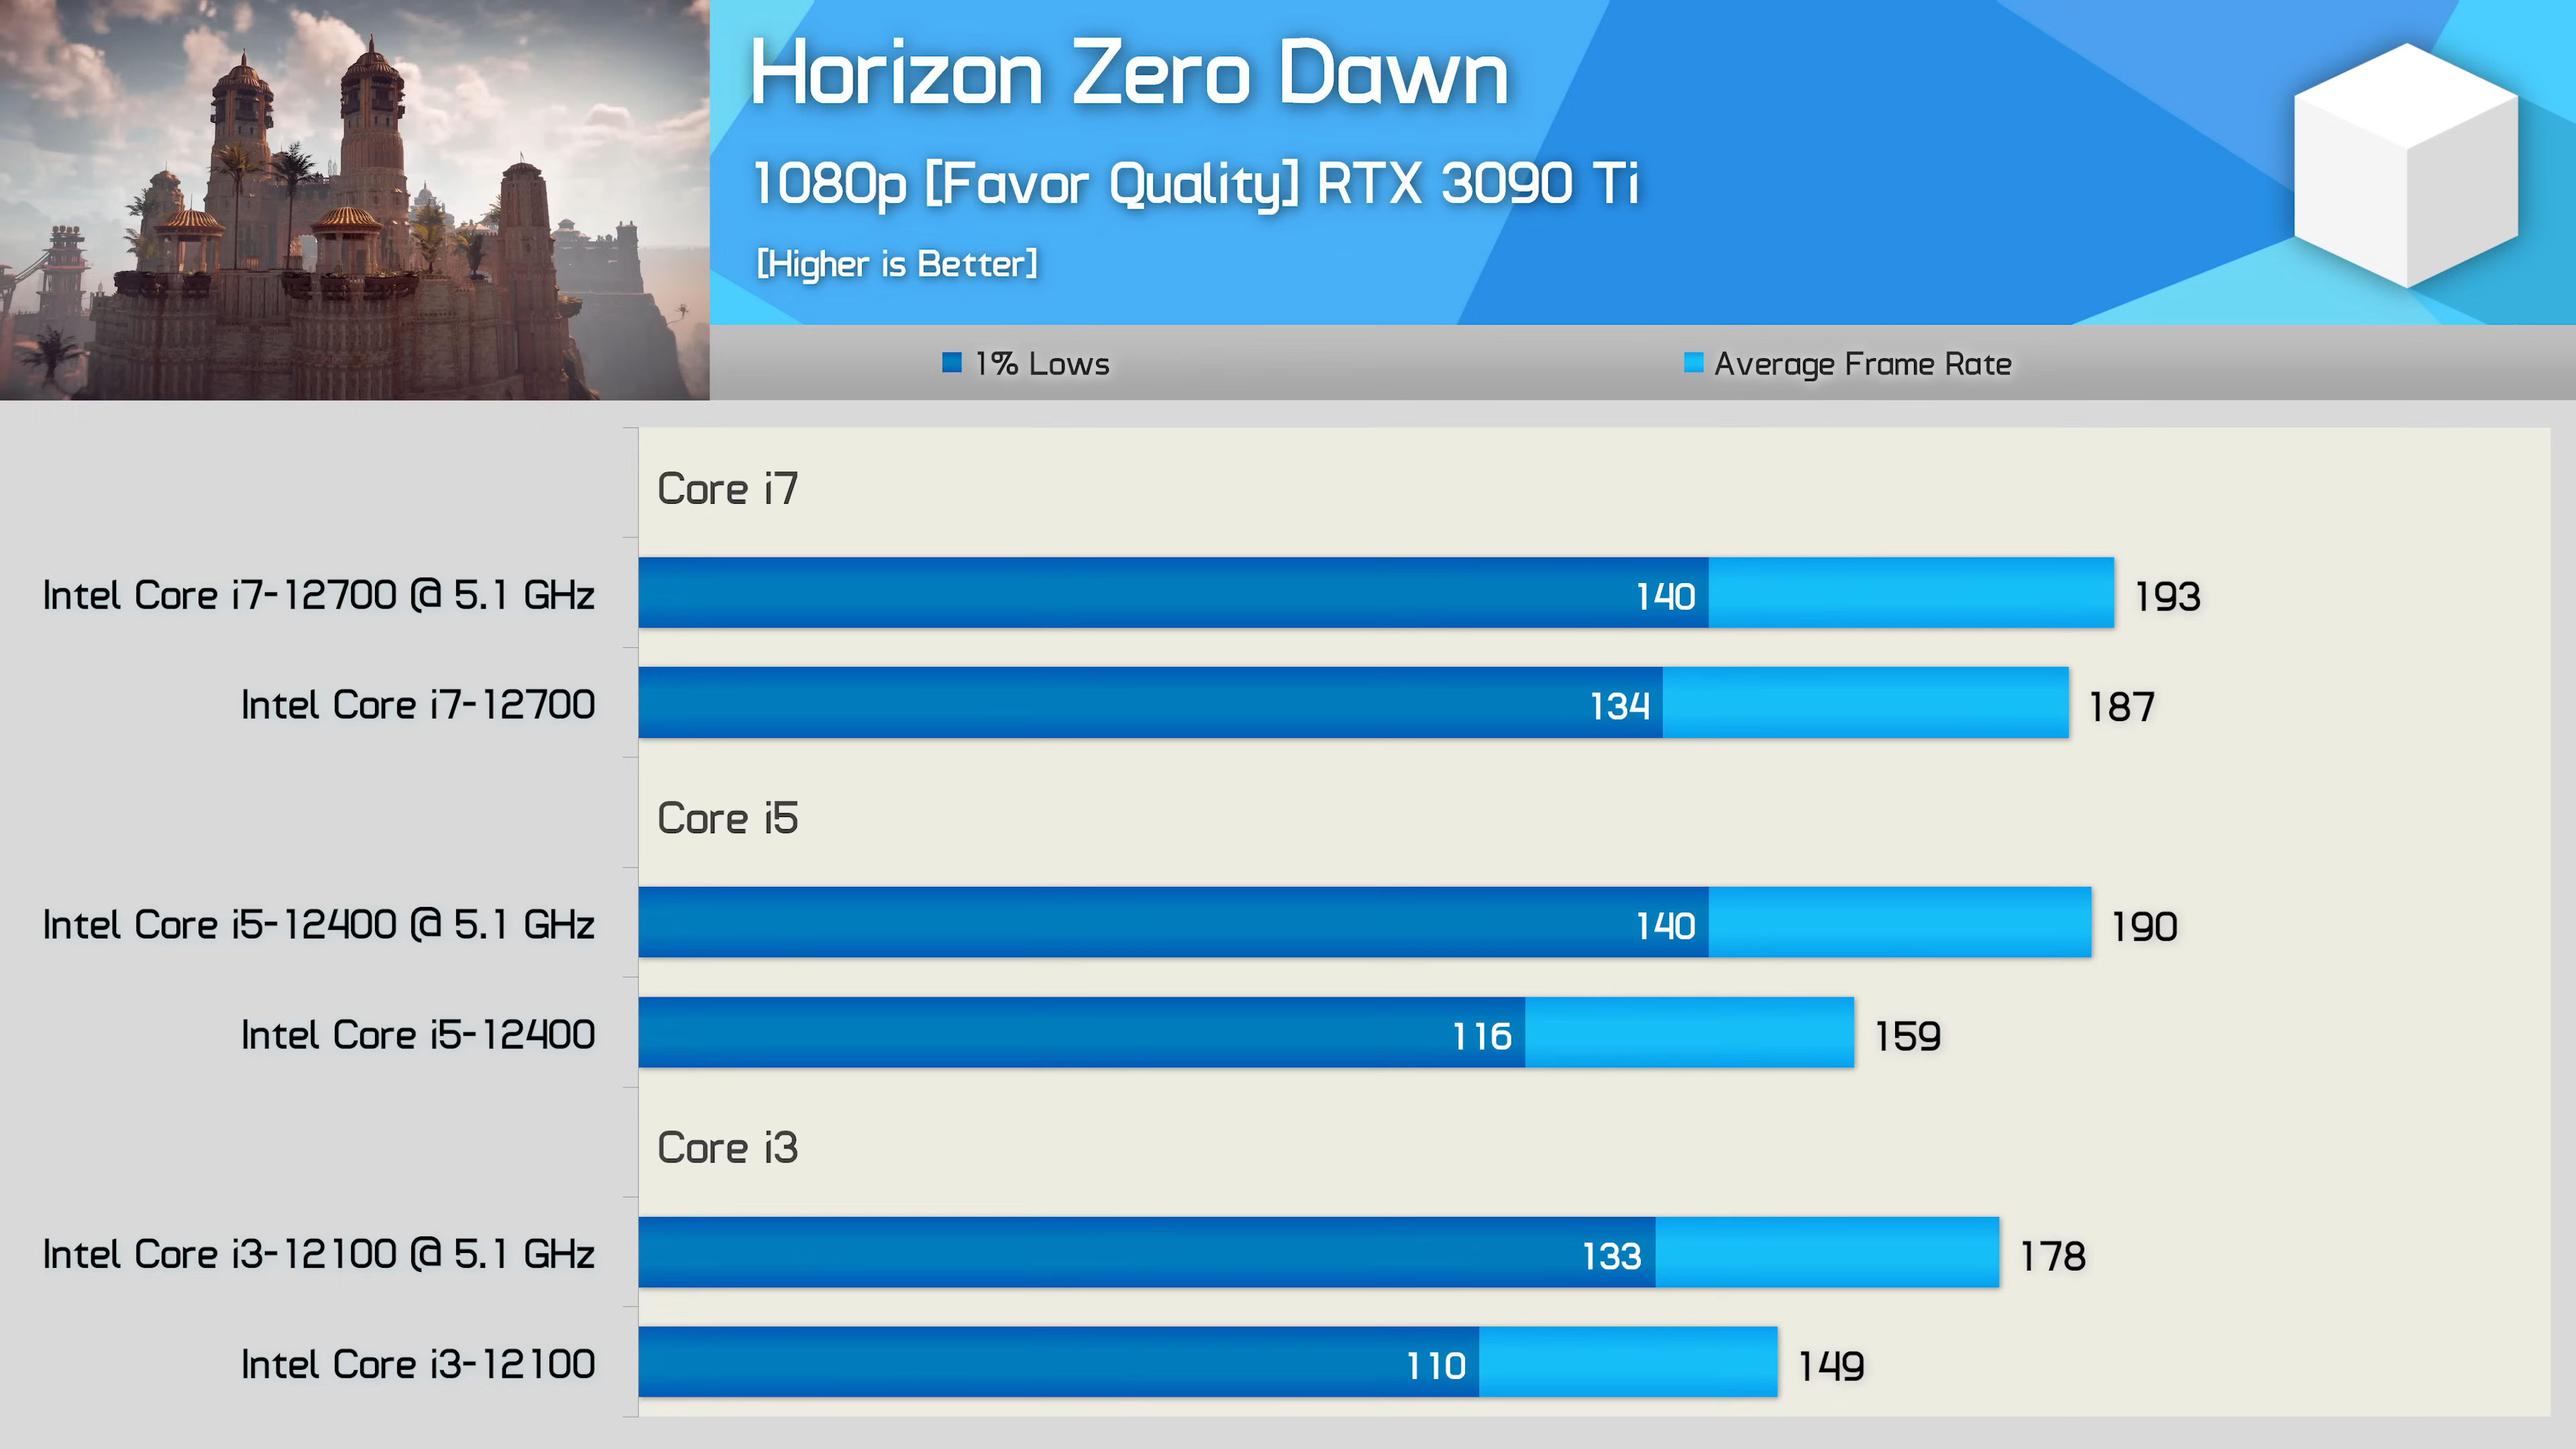 Horizon Zero Dawn
1080p [Favor Quality] RTX 3090 Ti
[Higher is Better]
1% Lows
Average Frame Rate
Core i7
Intel Core i7-12700 @ 5.1 GHz
140
193
Intel Core i7-12700
134
187
Core i5
Intel Core i5-12400 @ 5.1 GHz
140
190
Intel Core i5-12400
116
159
Core i3
Intel Core i3-12100 @ 5.1 GHz
133
178
Intel Core i3-12100
110
149